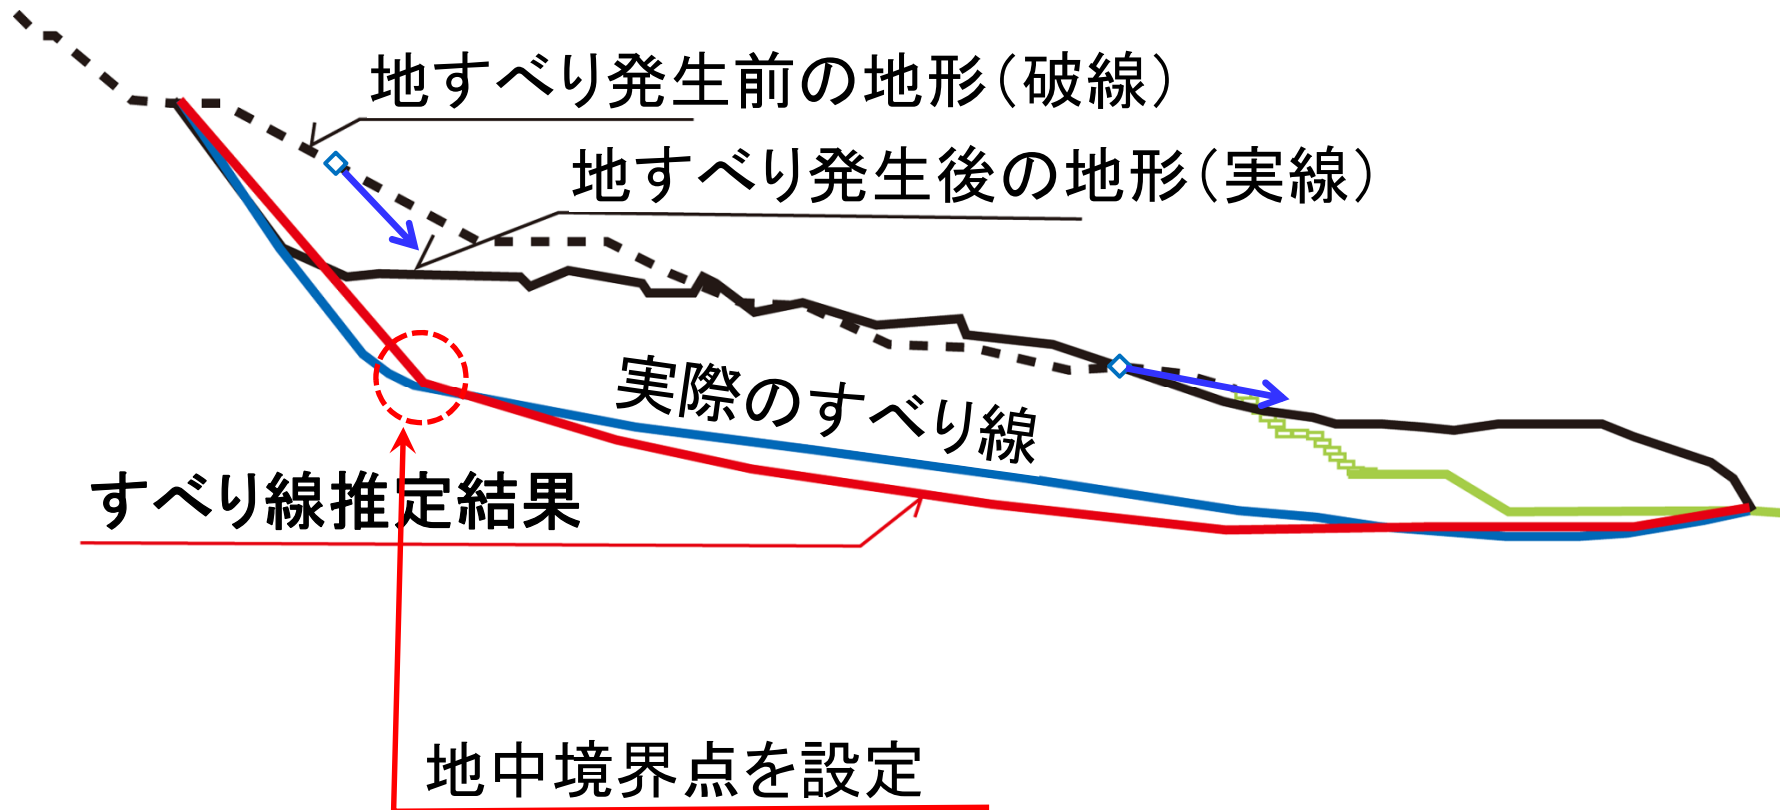 地すべり発生前の地形（破線）
地すべり発生後の地形（実線）
実際のすべり線
すべり線推定結果
地中境界点を設定